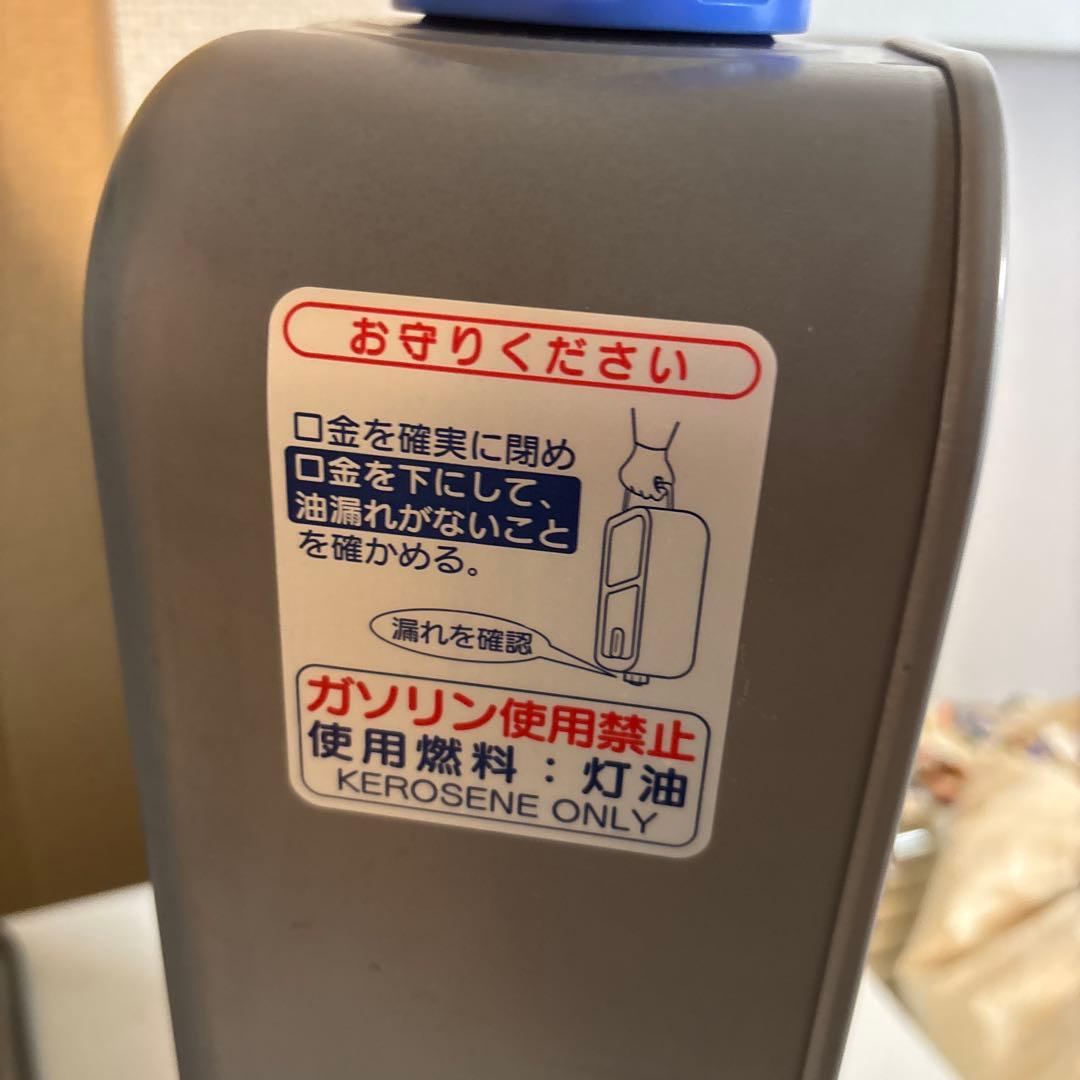 お守りください
口金を確実に閉め
口金を下にして、
油漏れがないこと
を確かめる。
漏れを確認
ガソリン使用禁止
使用燃料：灯油
KEROSENE ONLY